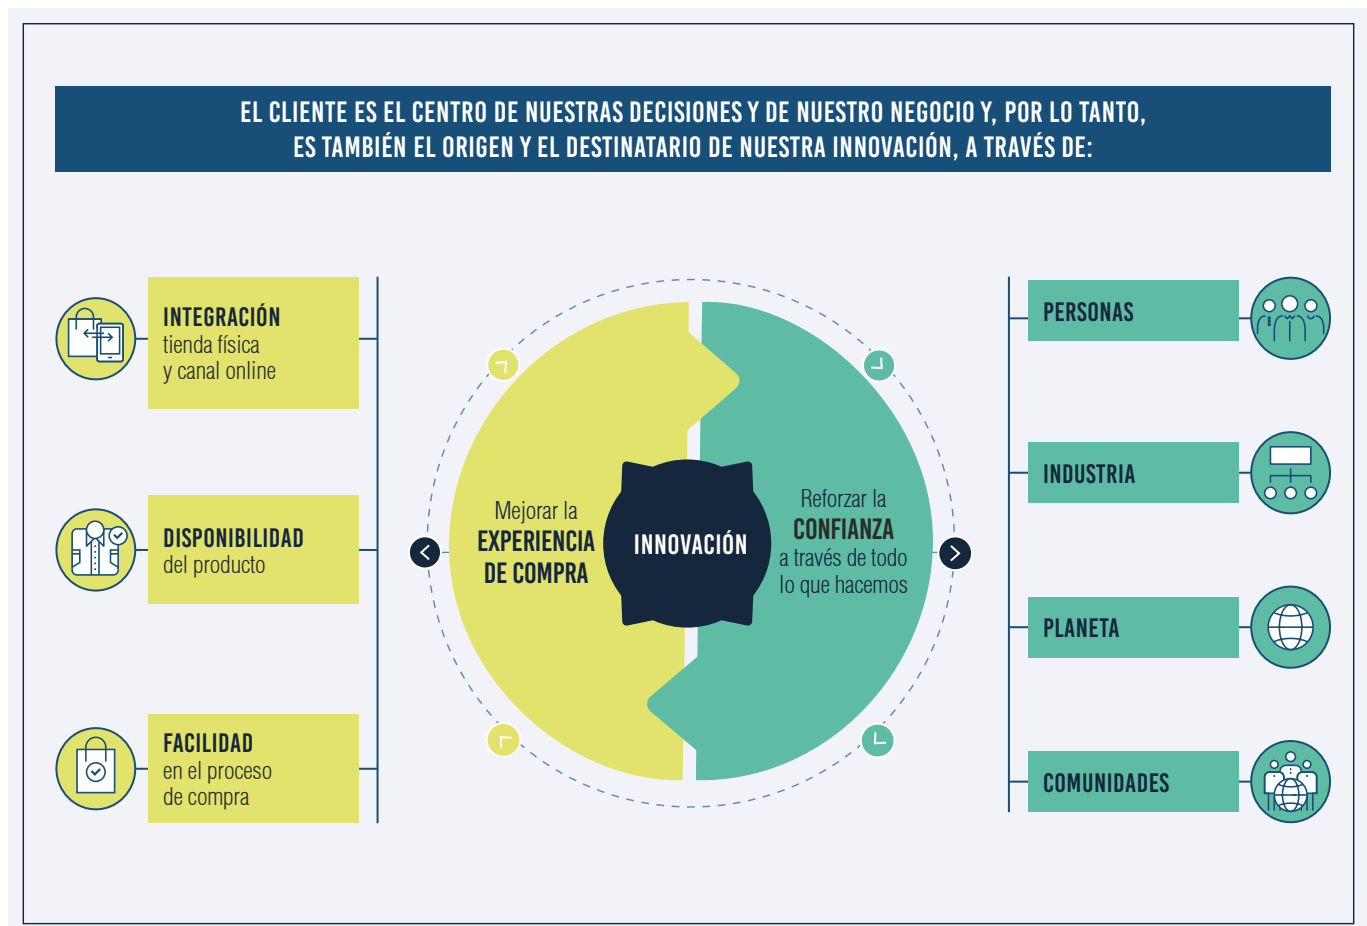 EL CLIENTE ES EL CENTRO DE NUESTRAS DECISIONES Y DE NUESTRO NEGOCIO Y, POR LO TANTO,
ES TAMBIÉN EL ORIGEN Y EL DESTINATARIO DE NUESTRA INNOVACIÓN, A TRAVÉS DE:
INTEGRACIÓN
tienda física
y canal online
DISPONIBILIDAD
del producto
FACILIDAD
en el proceso
de compra
Mejorar la
EXPERIENCIA
DE COMPRA
INNOVACIÓN
Reforzar la
CONFIANZA
a través de todo
lo que hacemos
PERSONAS
INDUSTRIA
PLANETA
COMUNIDADES